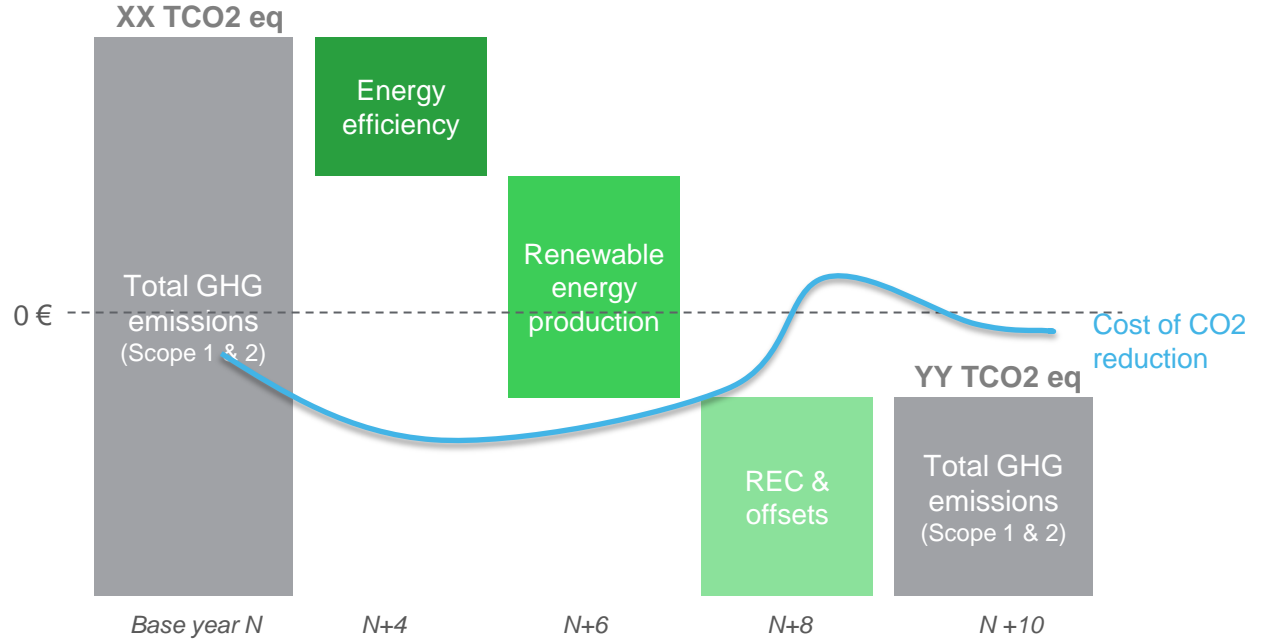 XX TCO2 eq
Energy
efficiency
Renewable
energy
production
Total GHG
emissions
(Scope 1 & 2)
0 €
Cost of CO2
reduction
YY TCO2 eq
REC &
offsets
Total GHG
emissions
(Scope 1 & 2)
Base year N
N+4
N+6
N+8
N +10